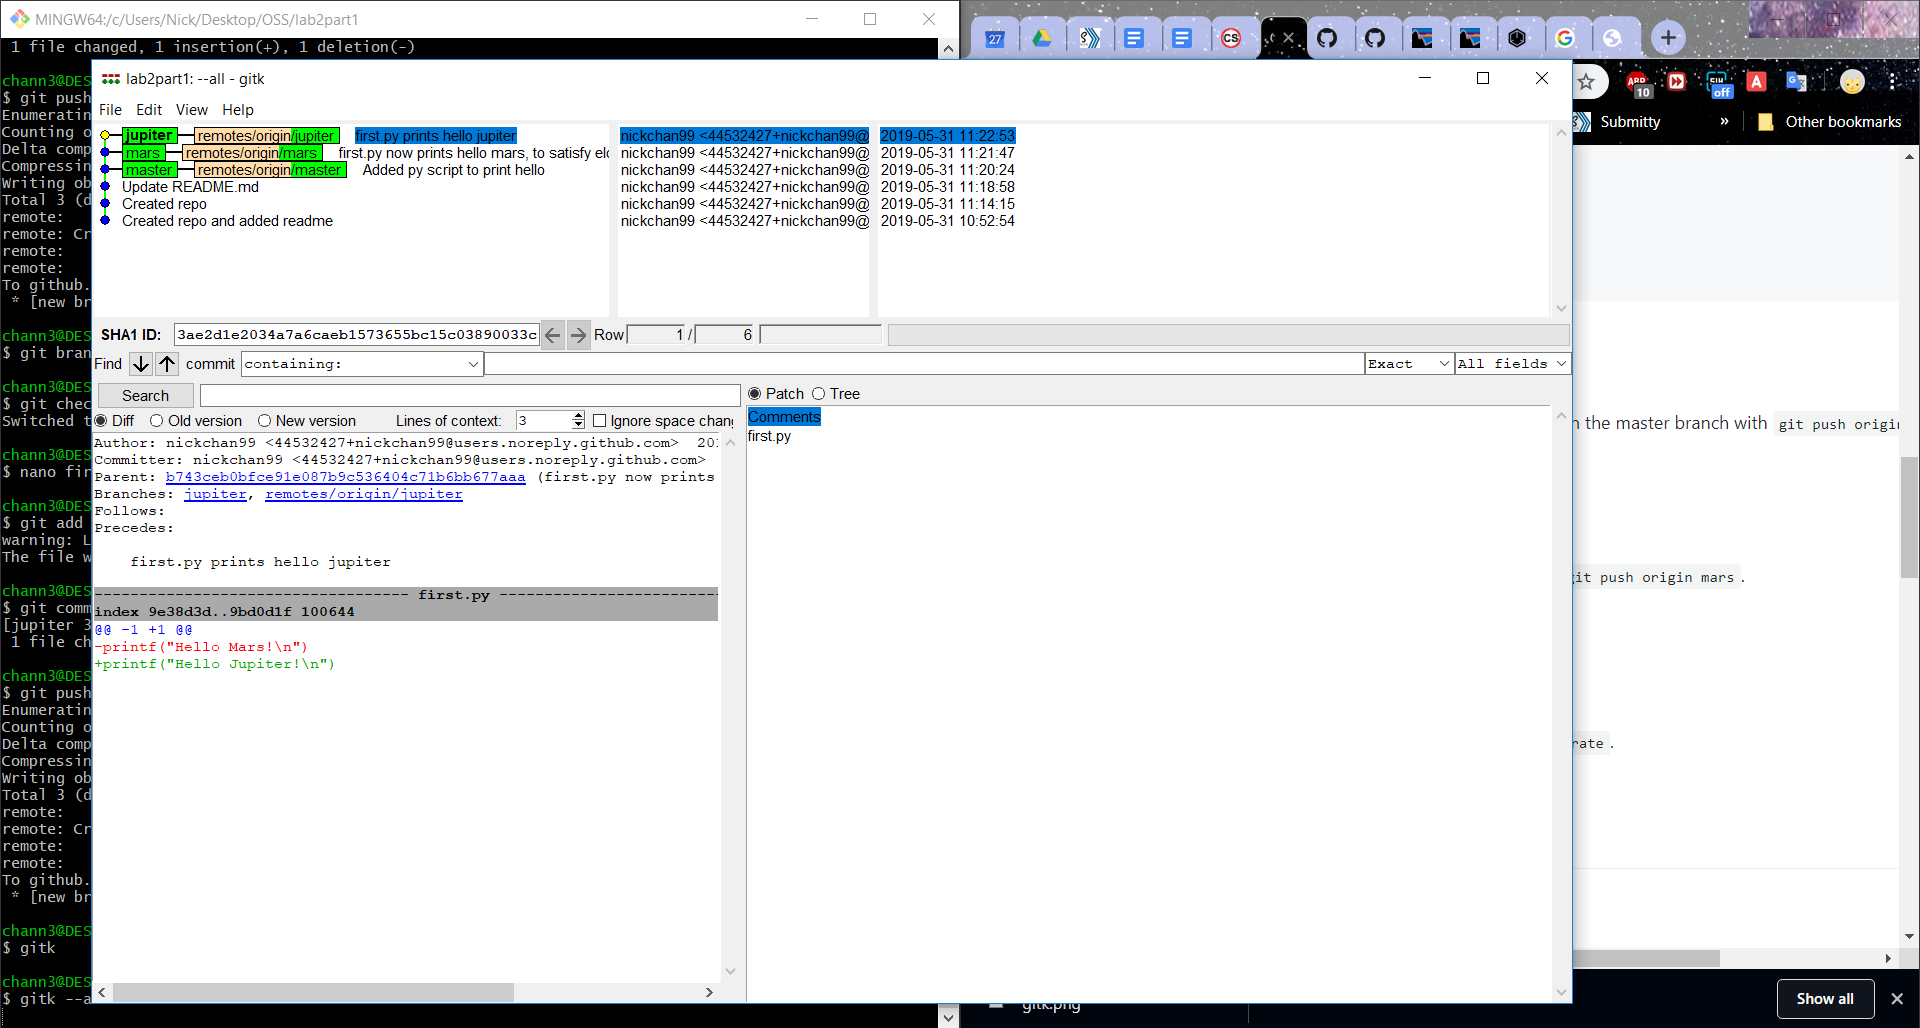 MINGW64:/c/Users/Nick/Desktop/OSS/lab2part1
1 file changed, 1 insertion(+), 1 deletion(-)
chann3@DES
$ git push
Enumeratin
Counting o
Delta comp
Compressin
Writing ob
Total 3 (d
remote:
remote: Cr
remote:
remote:
To github.
* [new br
chann3@DES
$ git bran
chann3@DES
$ git chec
Switched t
chann3@DES
$ nano fir
chann3@DES
$ git add
warning: L
The file w
chann3@DES
$ git comm
[jupiter 3
1 file ch
chann3@DES
$ git push
Enumeratin
Counting o
Delta comp
Compressin
Writing ob
Total 3 (d
remote:
remote: Cr
remote:
remote:
To github.
* [new br
chann3@DES
$ gitk
chann3@DES
$ gitk --a
lab2part1: --all - gitk
File Edit View Help
jupiter remotes/origin/jupiter first.py prints hello jupiter nickchan99 <44532427+nickchan99@ 2019-05-31 11:22:53
mars remotes/origin/mars first.py now prints hello mars, to satisfy elo nickchan99 <44532427+nickchan99@ 2019-05-31 11:21:47
master remotes/origin/master Added py script to print hello nickchan99 <44532427+nickchan99@ 2019-05-31 11:20:24
Update README.md nickchan99 <44532427+nickchan99@ 2019-05-31 11:18:58
Created repo nickchan99 <44532427+nickchan99@ 2019-05-31 11:14:15
Created repo and added readme nickchan99 <44532427+nickchan99@ 2019-05-31 10:52:54
SHA1 ID: 3ae2d1e2034a7a6caeb1573655bc15c03890033c Row 1 / 6
Find commit containing: Exact All fields
Search
Diff Old version New version Lines of context: 3 Ignore space chang
Author: nickchan99 <44532427+nickchan99@users.noreply.github.com> 201
Committer: nickchan99 <44532427+nickchan99@users.noreply.github.com>
Parent: b743ceb0bfce91e087b9c536404c71b6bb677aaa (first.py now prints
Branches: jupiter, remotes/origin/jupiter
Follows:
Precedes:
first.py prints hello jupiter
---------------------------------- first.py ------------------------
index 9e38d3d..9bd0d1f 100644
@@ -1 +1 @@
-printf("Hello Mars!\n")
+printf("Hello Jupiter!\n")
Patch Tree
Comments
first.py
27
CS
ABP
10
off
A
Submitty » Other bookmarks
the master branch with git push origi
git push origin mars.
rate.
gitk.png
Show all